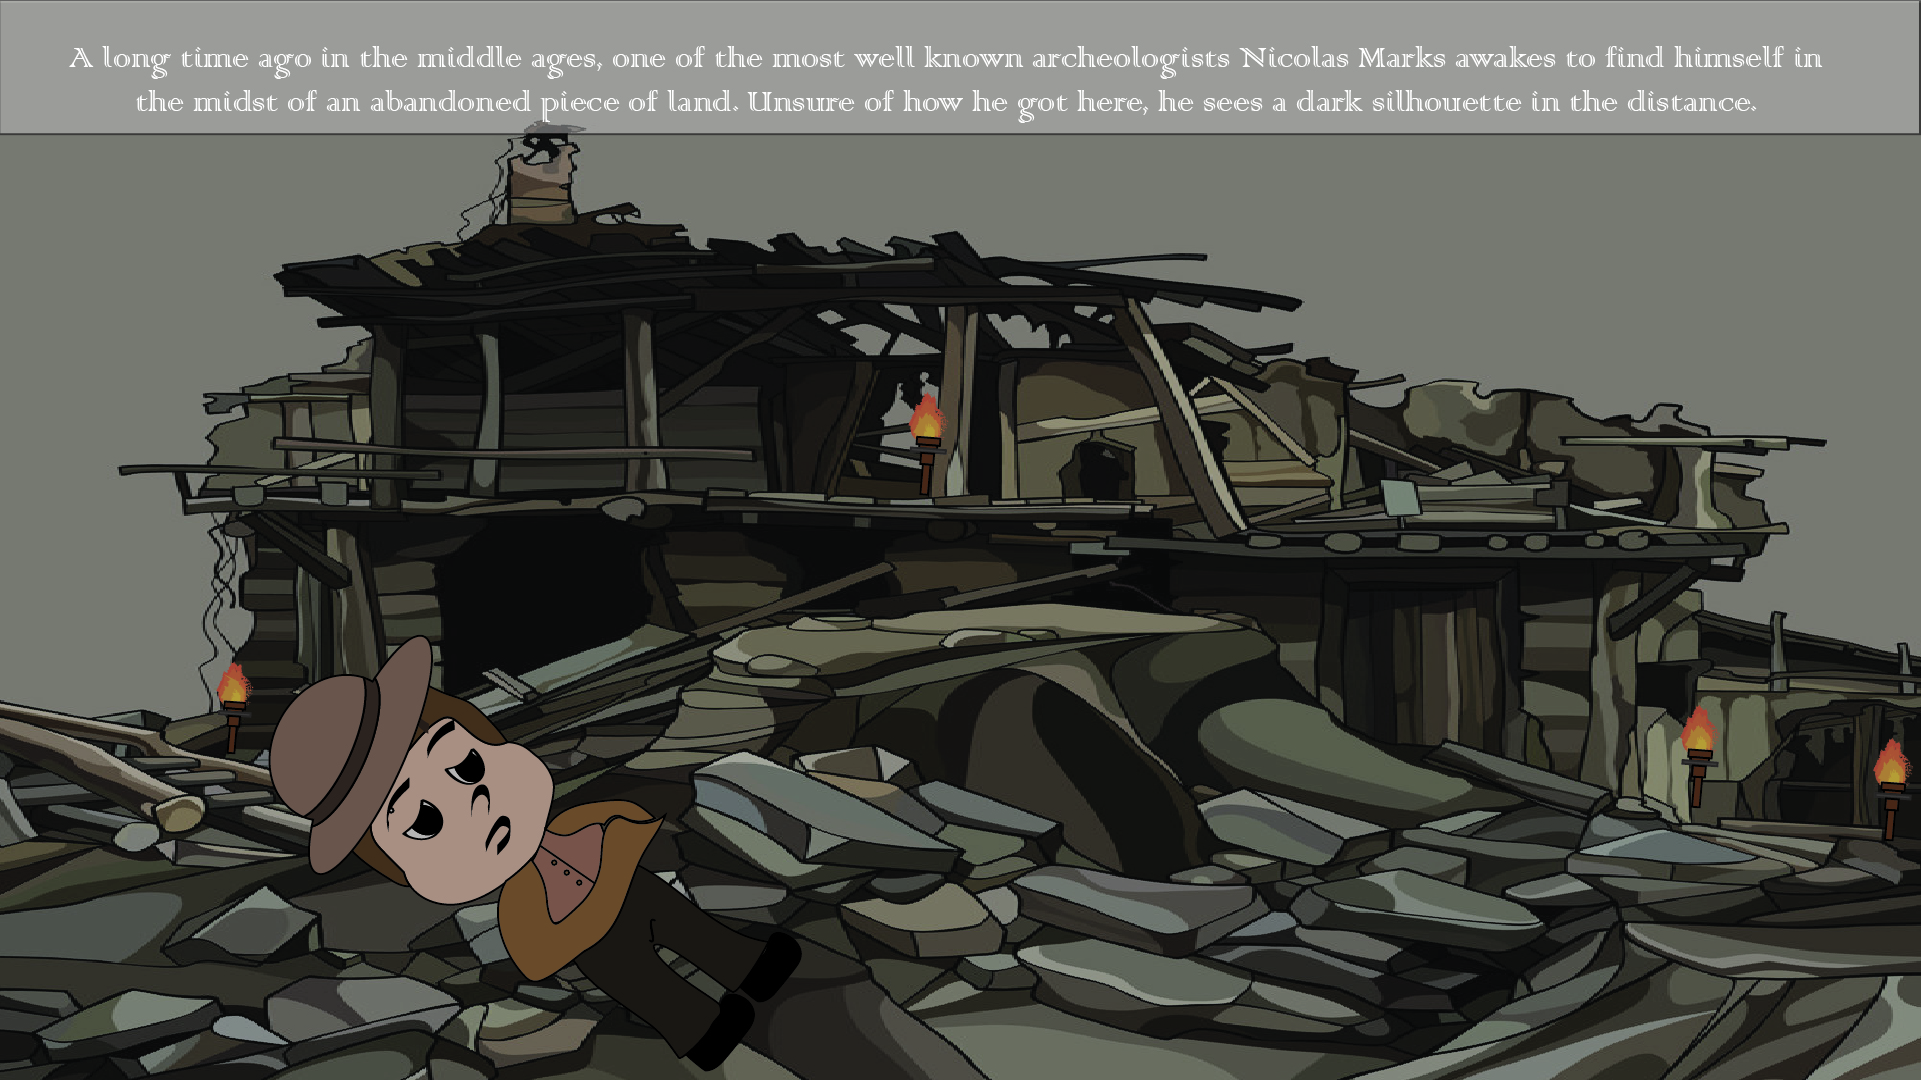 A long time ago in the middle ages, one of the most well known archeologists Nicolas Marks awakes to find himself in
the midst of an abandoned piece of land. Unsure of how he got here, he sees a dark silhouette in the distance.